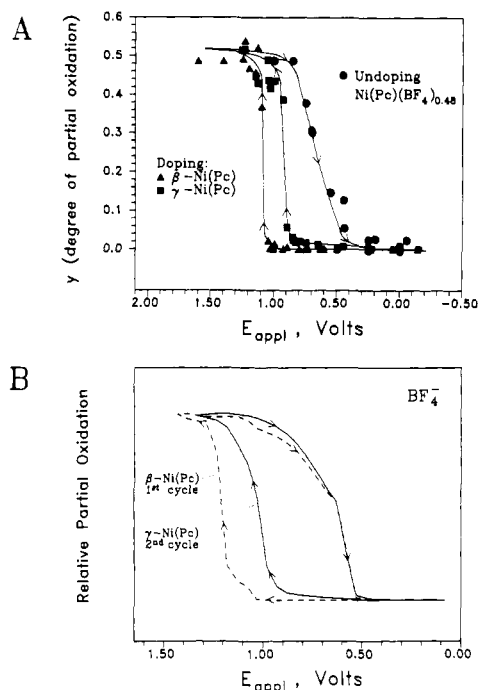 A
y (degree of partial oxidation)
0.6
0.5
0.4
0.3
0.2
0.1
0.0
● Undoping
Ni(Pc)(BF₄)₀.₄₈
Doping:
▲ β-Ni(Pc)
■ γ-Ni(Pc)
2.00 1.50 1.00 0.50 0.00 -0.50
E appl , Volts
B
Relative Partial Oxidation
BF₄⁻
β-Ni(Pc)
1st cycle
γ-Ni(Pc)
2nd cycle
1.50 1.00 0.50 0.00
E appl , Volts